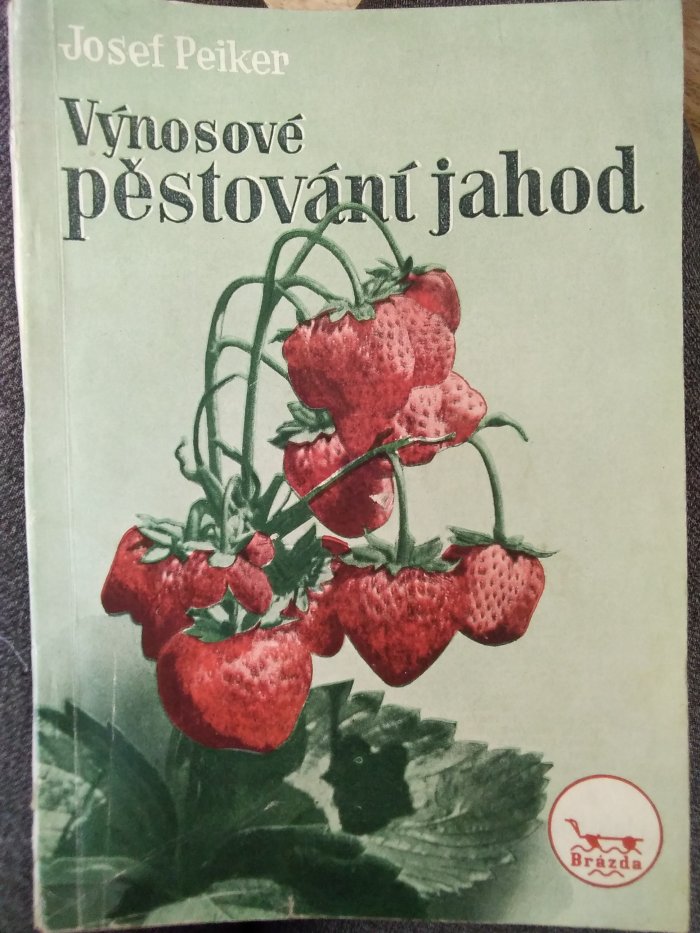 Josef Peiker
Výnosové
pěstování jahod
Brázda